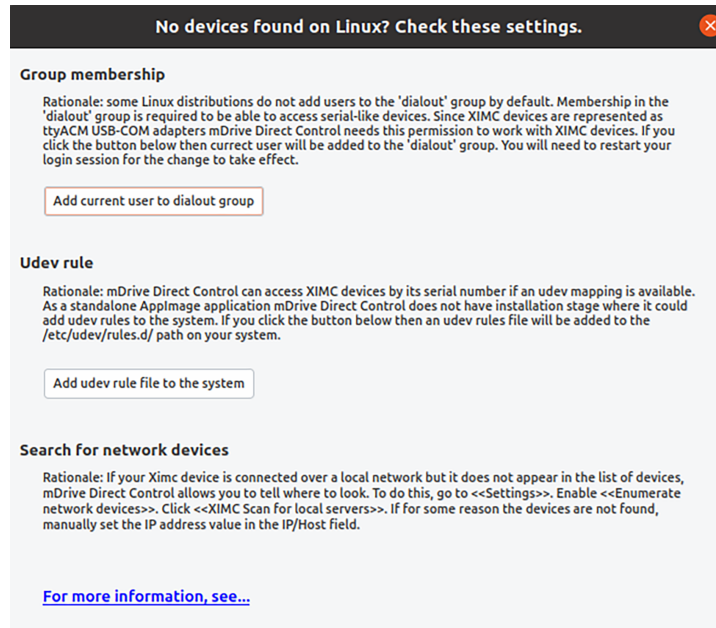 No devices found on Linux? Check these settings.
Group membership
Rationale: some Linux distributions do not add users to the 'dialout' group by default. Membership in the
'dialout' group is required to be able to access serial-like devices. Since XIMC devices are represented as
ttyACM USB-COM adapters mDrive Direct Control needs this permission to work with XIMC devices. If you
click the button below then currect user will be added to the 'dialout' group. You will need to restart your
login session for the change to take effect.
Add current user to dialout group
Udev rule
Rationale: mDrive Direct Control can access XIMC devices by its serial number if an udev mapping is available.
As a standalone AppImage application mDrive Direct Control does not have installation stage where it could
add udev rules to the system. If you click the button below then an udev rules file will be added to the
/etc/udev/rules.d/ path on your system.
Add udev rule file to the system
Search for network devices
Rationale: If your Ximc device is connected over a local network but it does not appear in the list of devices,
mDrive Direct Control allows you to tell where to look. To do this, go to <<Settings>>. Enable <<Enumerate
network devices>>. Click <<XIMC Scan for local servers>>. If for some reason the devices are not found,
manually set the IP address value in the IP/Host field.
For more information, see...